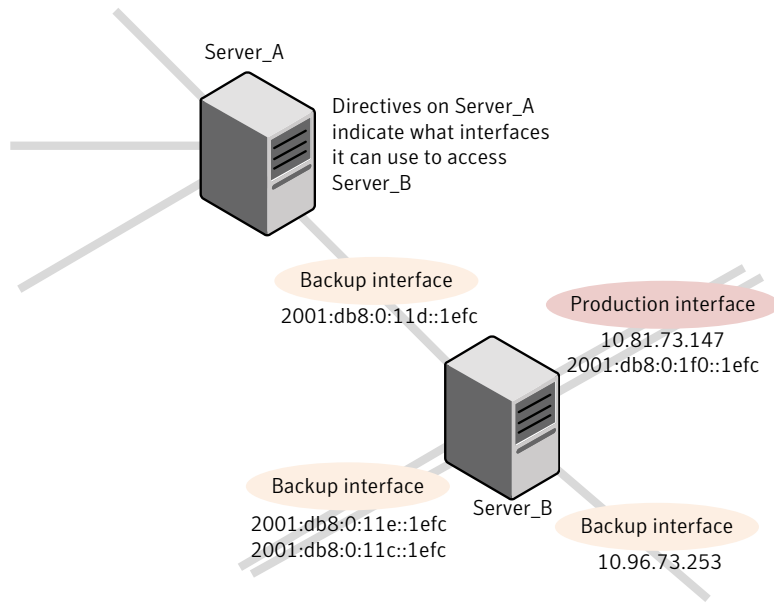 Server_A
Directives on Server_A
indicate what interfaces
it can use to access
Server_B
Backup interface
2001:db8:0:11d::1efc
Production interface
10.81.73.147
2001:db8:0:1f0::1efc
Backup interface
2001:db8:0:11e::1efc
2001:db8:0:11c::1efc
Server_B
Backup interface
10.96.73.253